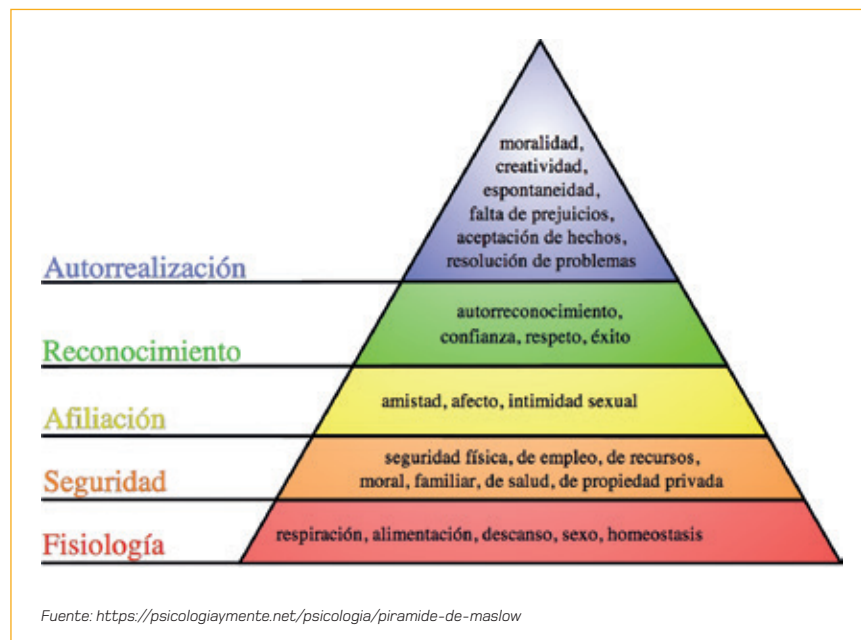 moralidad,
creatividad,
espontaneidad,
falta de prejuicios,
aceptación de hechos,
resolución de problemas
Autorrealización
autorreconocimiento,
confianza, respeto, éxito
Reconocimiento
amistad, afecto, intimidad sexual
Afiliación
seguridad física, de empleo, de recursos,
moral, familiar, de salud, de propiedad privada
Seguridad
respiración, alimentación, descanso, sexo, homeostasis
Fisiología
Fuente: https://psicologiaymente.net/psicologia/piramide-de-maslow